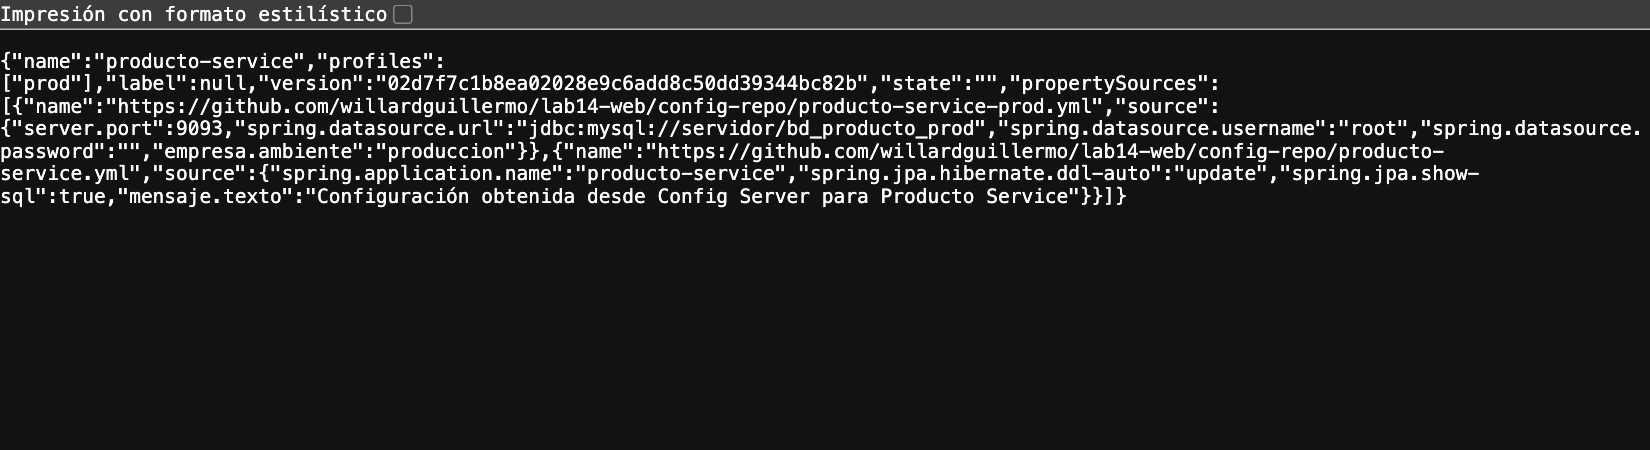 Impresión con formato estilístico
{"name":"producto-service","profiles":
["prod"],"label":null,"version":"02d7f7c1b8ea02028e9c6add8c50dd39344bc82b","state":"","propertySources":
[{"name":"https://github.com/willardguillermo/lab14-web/config-repo/producto-service-prod.yml","source":
{"server.port":9093,"spring.datasource.url":"jdbc:mysql://servidor/bd_producto_prod","spring.datasource.username":"root","spring.datasource.
password":"","empresa.ambiente":"produccion"}},{"name":"https://github.com/willardguillermo/lab14-web/config-repo/producto-
service.yml","source":{"spring.application.name":"producto-service","spring.jpa.hibernate.ddl-auto":"update","spring.jpa.show-
sql":true,"mensaje.texto":"Configuración obtenida desde Config Server para Producto Service"}}]}